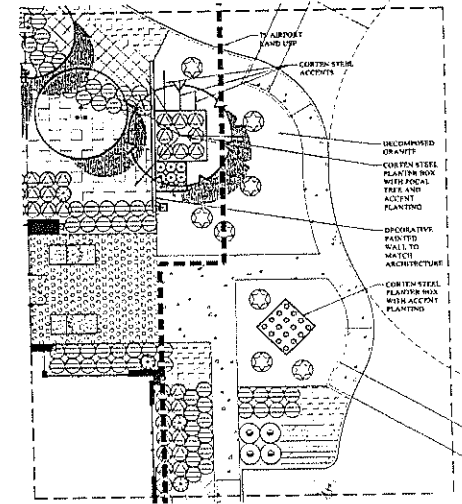 AIRPORT
LAND USE
CORTEN STEEL
ACCENTS
DECOMPOSED
GRANITE
CORTEN STEEL
PLANTER BOX
WITH FOCAL
TREE AND
ACCENT
PLANTING
DECORATIVE
PAINTED
WALL TO
MATCH
ARCHITECTURE
CORTEN STEEL
PLANTER BOX
WITH ACCENT
PLANTING